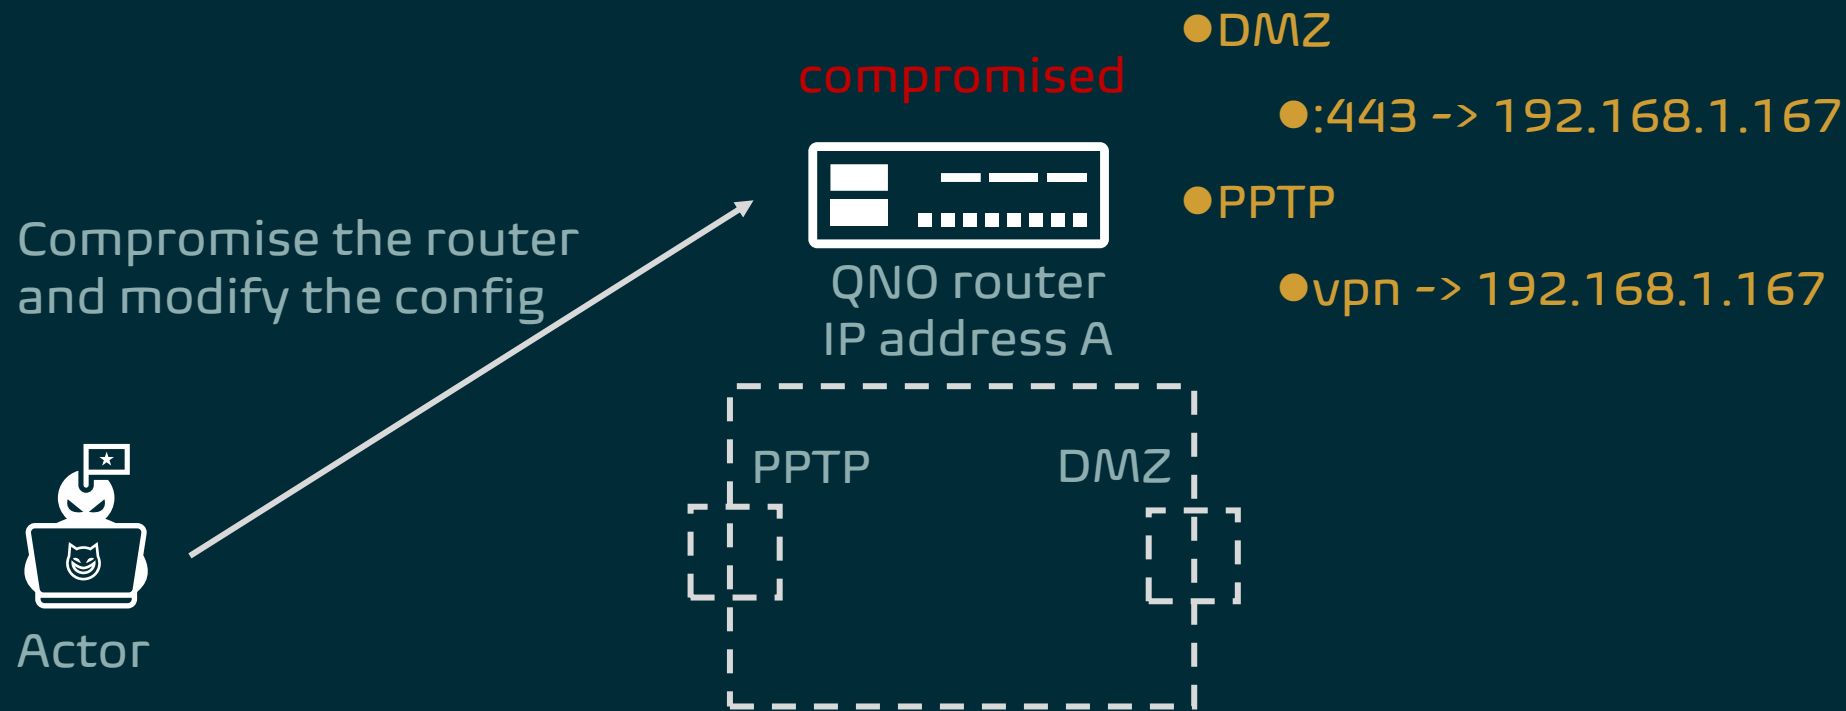 ●DMZ
compromised
●:443 -> 192.168.1.167
●PPTP
Compromise the router
and modify the config
QNO router
●vpn -> 192.168.1.167
IP address A
PPTP
DMZ
Actor